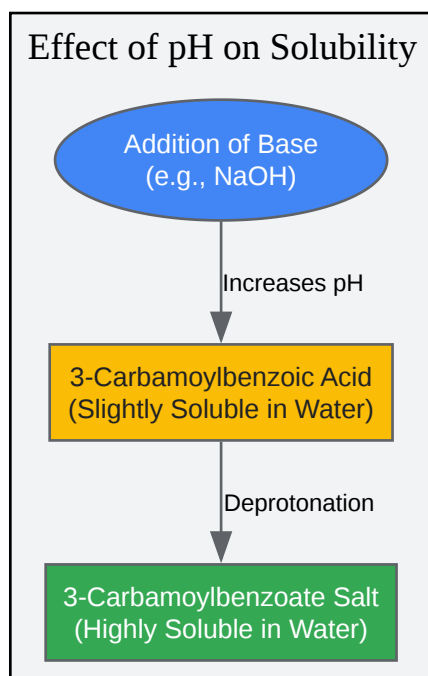 Effect of pH on Solubility
Addition of Base
(e.g., NaOH)
Increases pH
3-Carbamoylbenzoic Acid
(Slightly Soluble in Water)
Deprotonation
3-Carbamoylbenzoate Salt
(Highly Soluble in Water)